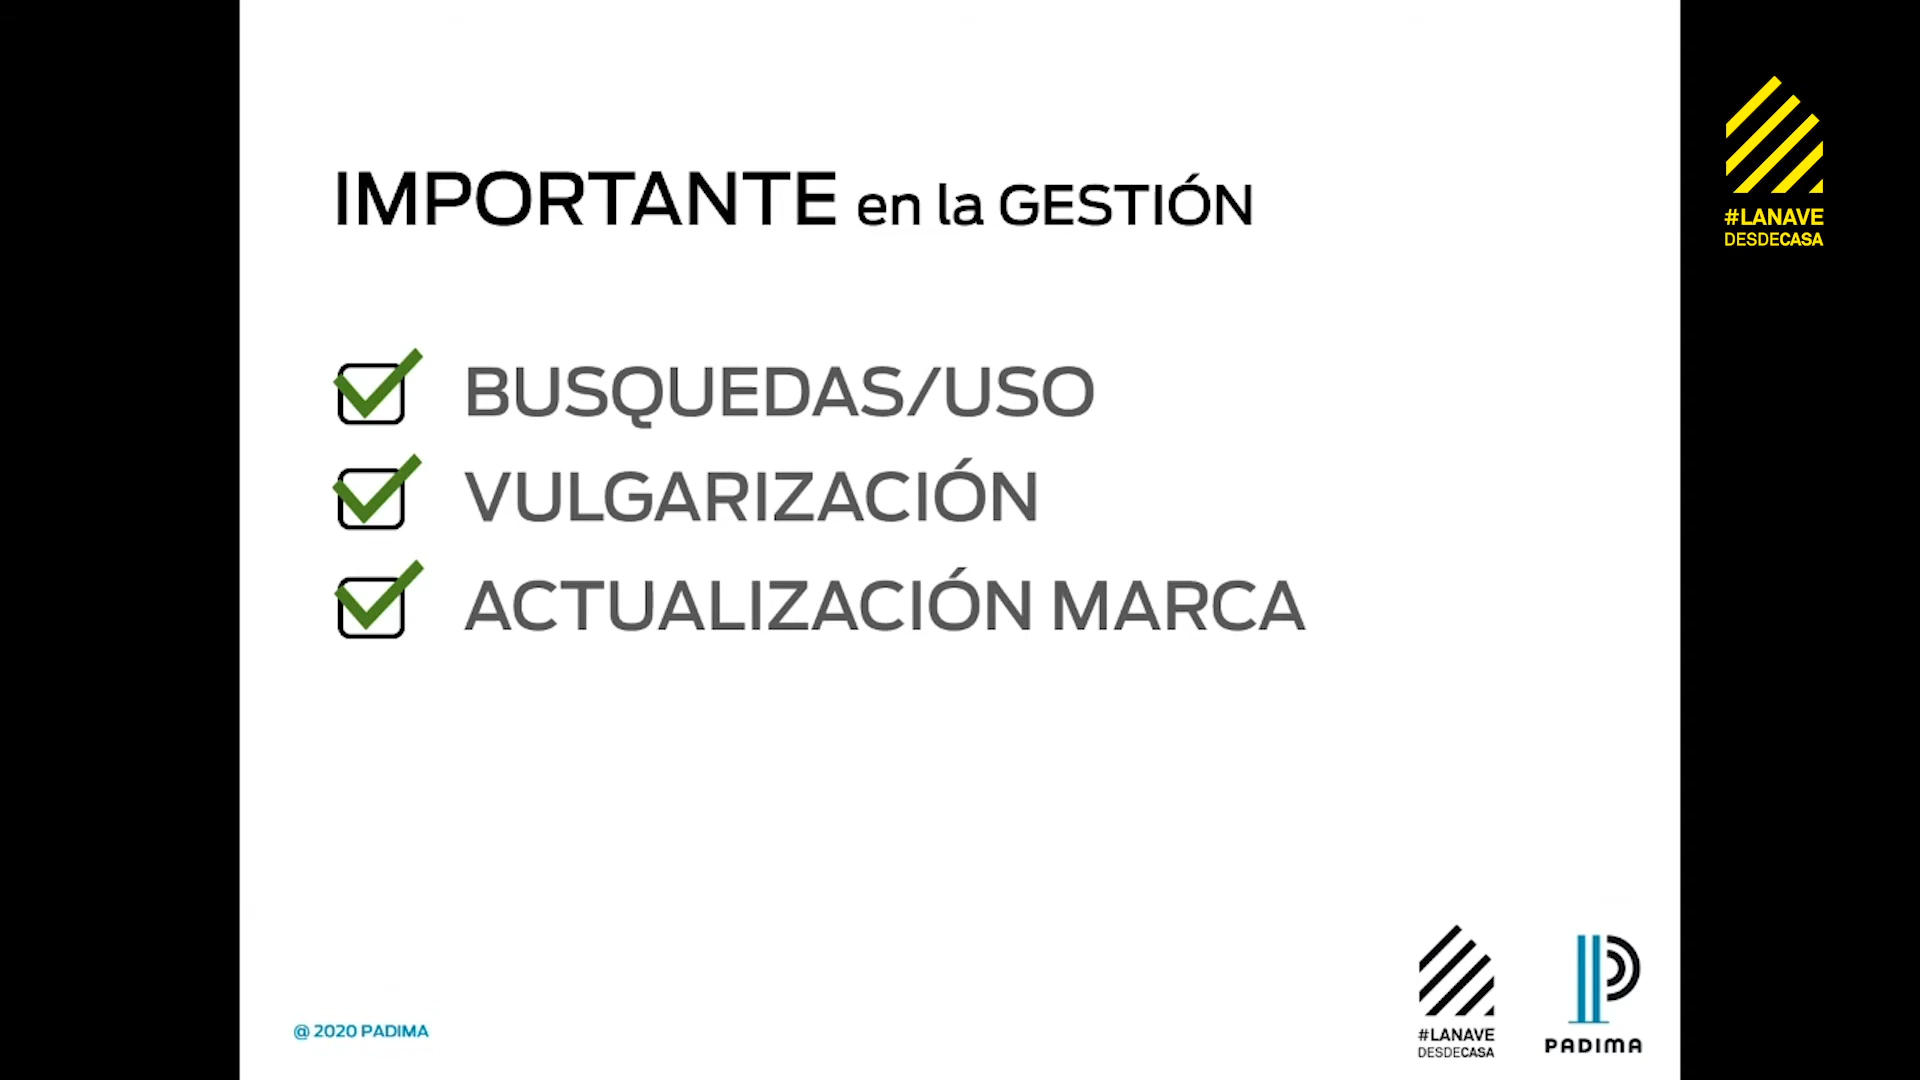 IMPORTANTE en la GESTIÓN
#LANAVE
DESDECASA
BUSQUEDAS/USO
VULGARIZACIÓN
ACTUALIZACIÓN MARCA
@ 2020 PADIMA
#LANAVE
DESDECASA
PADIMA